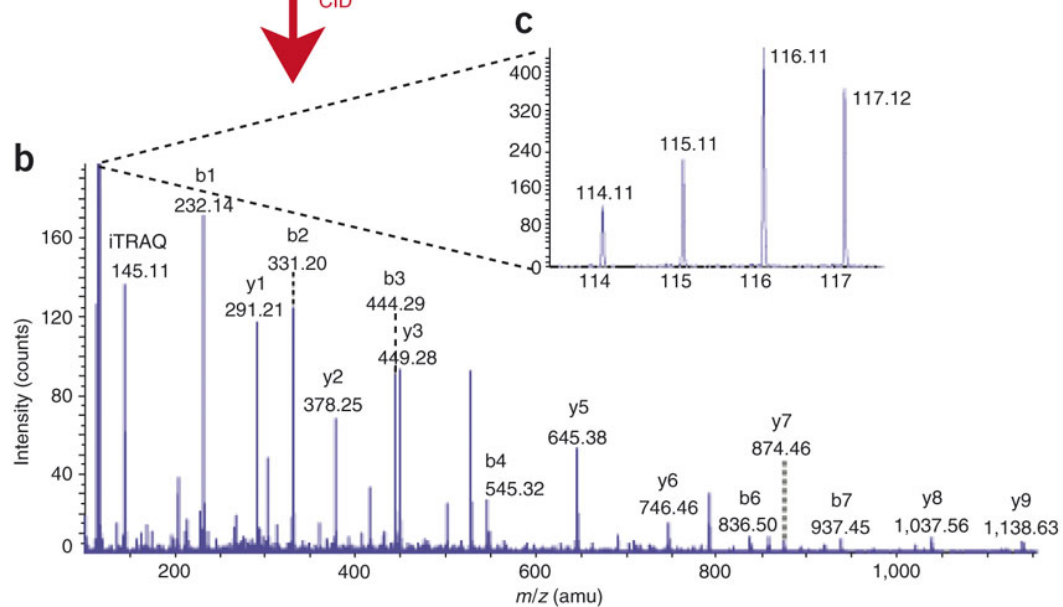 CID
c
400
320
240
160
80
0
114.11
115.11
116.11
117.12
114
115
116
117
b
Intensity (counts)
160
120
80
40
0
iTRAQ
145.11
b1
232.14
y1
291.21
b2
331.20
y2
378.25
b3
444.29
y3
449.28
b4
545.32
y5
645.38
y6
746.46
b6
836.50
y7
874.46
b7
937.45
y8
1,037.56
y9
1,138.63
200
400
600
800
1,000
m/z (amu)